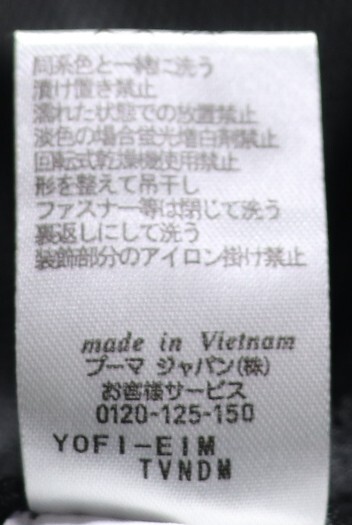 同系色と一緒に洗う
漬け置き禁止
濡れた状態での放置禁止
淡色の場合蛍光増白剤禁止
回転式乾燥機使用禁止
形を整えて吊干し
ファスナー等は閉じて洗う
裏返しにして洗う
装飾部分のアイロン掛け禁止
made in Vietnam
プーマ ジャパン(株)
お客様サービス
0120-125-150
YOFI-EIM
TVNDM